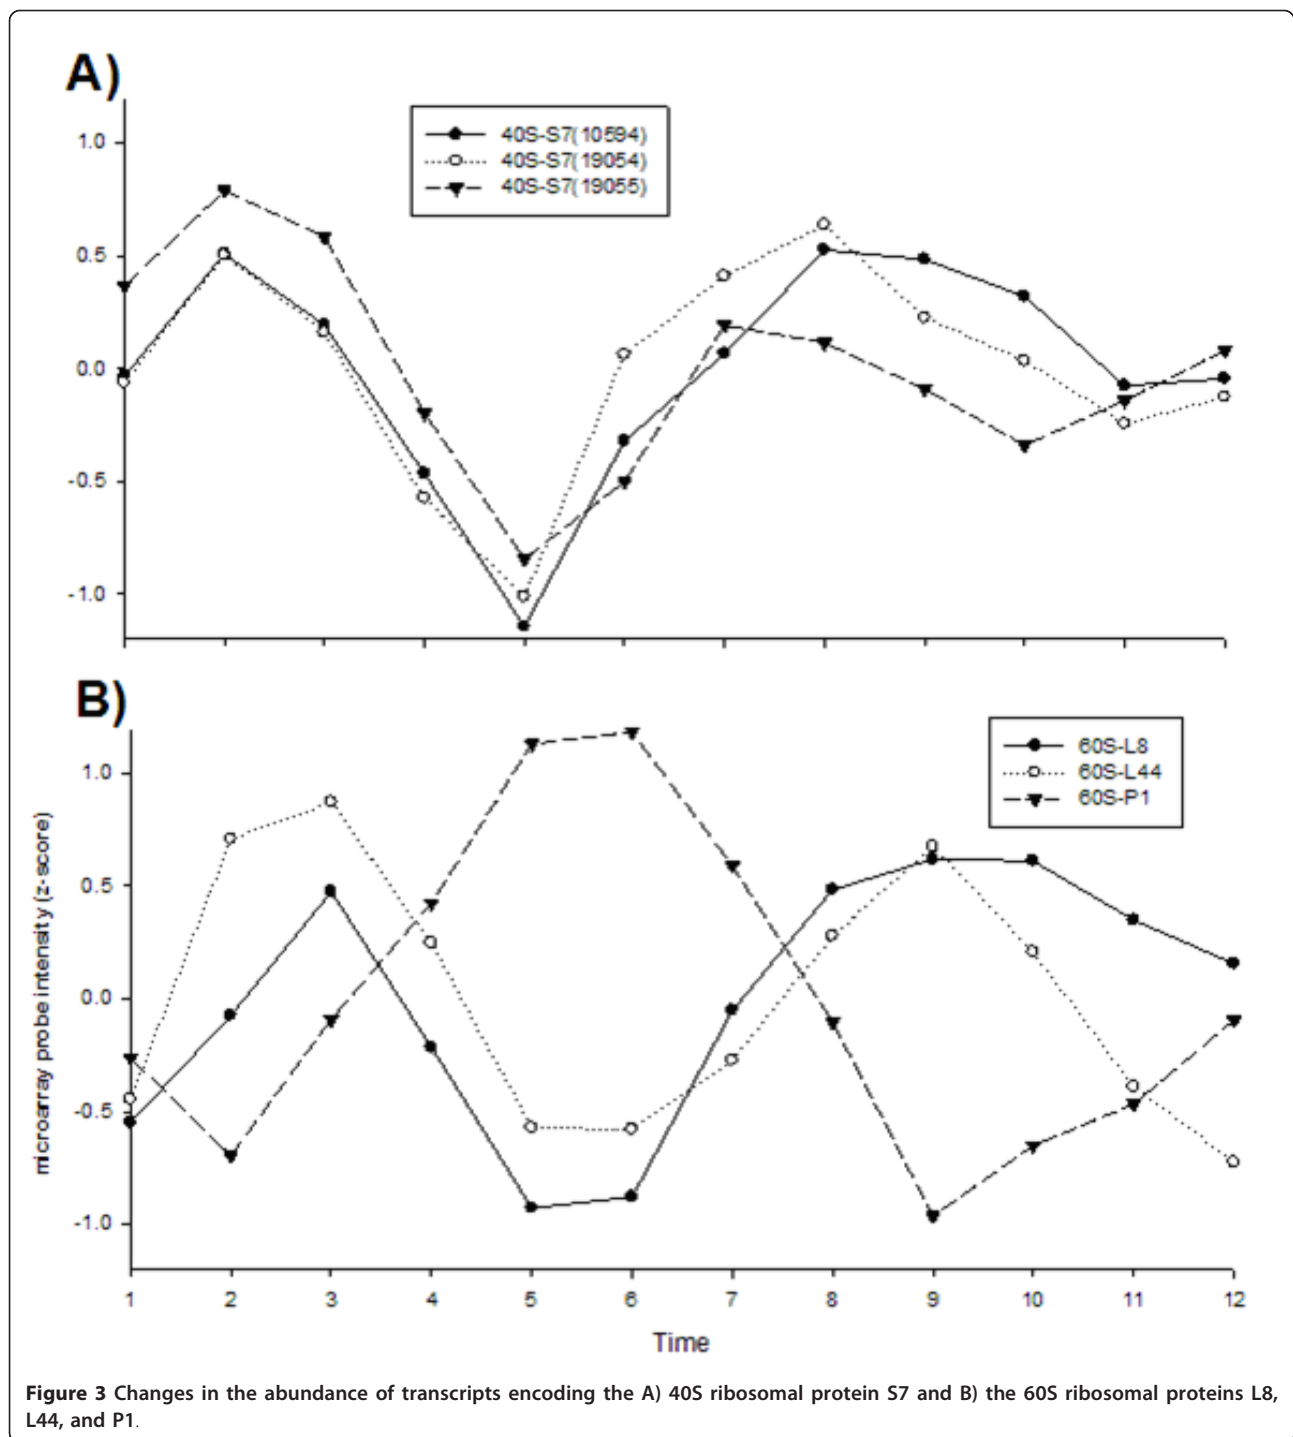 A)
40S-S7(10594)
40S-S7(19054)
40S-S7(19055)
1.0
0.5
0.0
-0.5
-1.0
B)
60S-L8
60S-L44
60S-P1
1.0
0.5
0.0
-0.5
-1.0
microarray probe intensity (z-score)
1 2 3 4 5 6 7 8 9 10 11 12
Time
Figure 3 Changes in the abundance of transcripts encoding the A) 40S ribosomal protein S7 and B) the 60S ribosomal proteins L8,
L44, and P1.